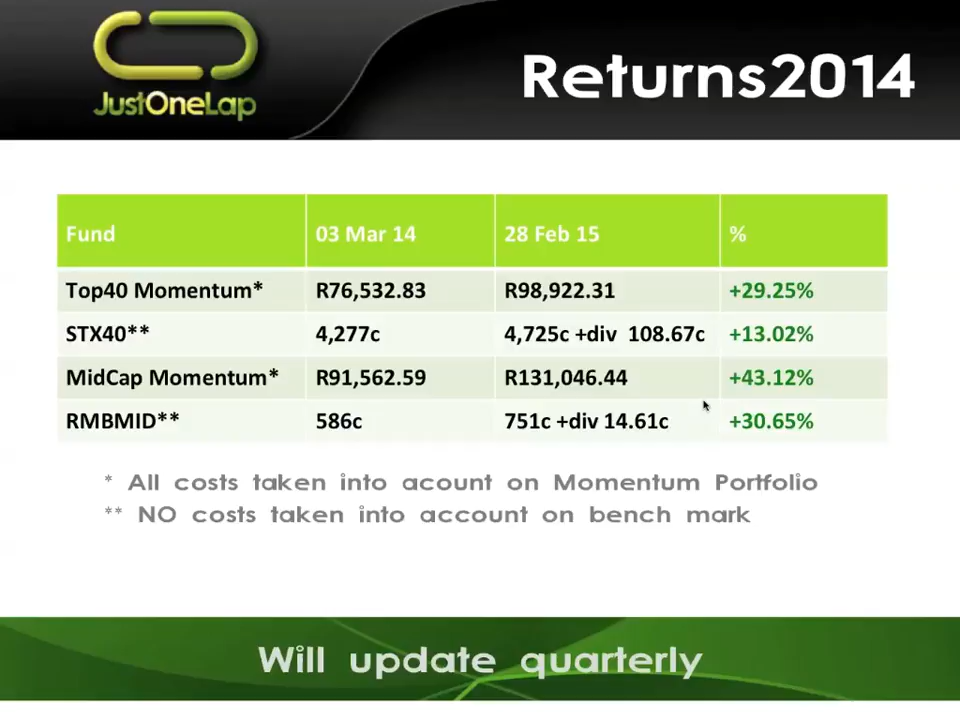 JustOneLap
Returns2014
Fund 03 Mar 14 28 Feb 15 %
Top40 Momentum* R76,532.83 R98,922.31 +29.25%
STX40** 4,277c 4,725c +div 108.67c +13.02%
MidCap Momentum* R91,562.59 R131,046.44 +43.12%
RMBMID** 586c 751c +div 14.61c +30.65%
* All costs taken into acount on Momentum Portfolio
** NO costs taken into account on bench mark
Will update quarterly